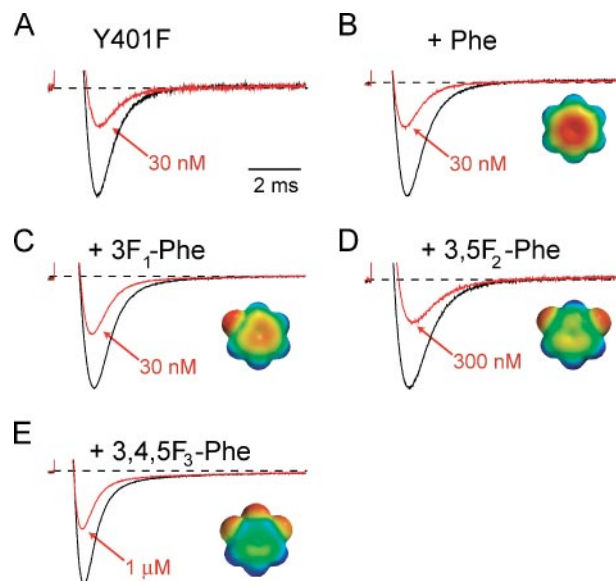 A
Y401F
30 nM
2 ms
B
+ Phe
30 nM
C
+ 3F₁-Phe
30 nM
D
+ 3,5F₂-Phe
300 nM
E
+ 3,4,5F₃-Phe
1 μM